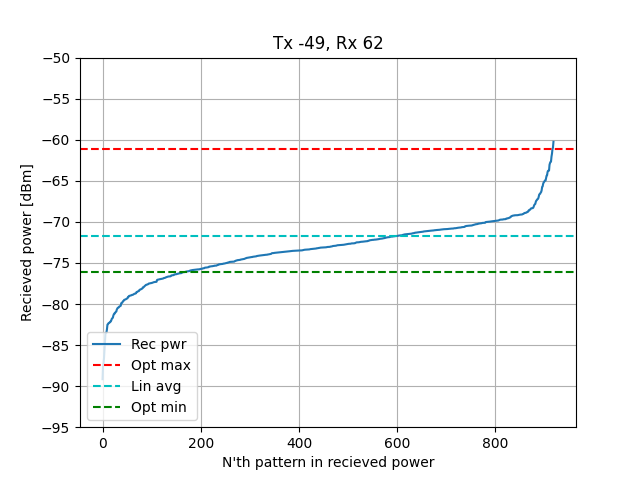 Tx -49, Rx 62
Recieved power [dBm]
−50
−55
−60
−65
−70
−75
−80
−85
−90
−95
Rec pwr
Opt max
Lin avg
Opt min
0 200 400 600 800
N'th pattern in recieved power